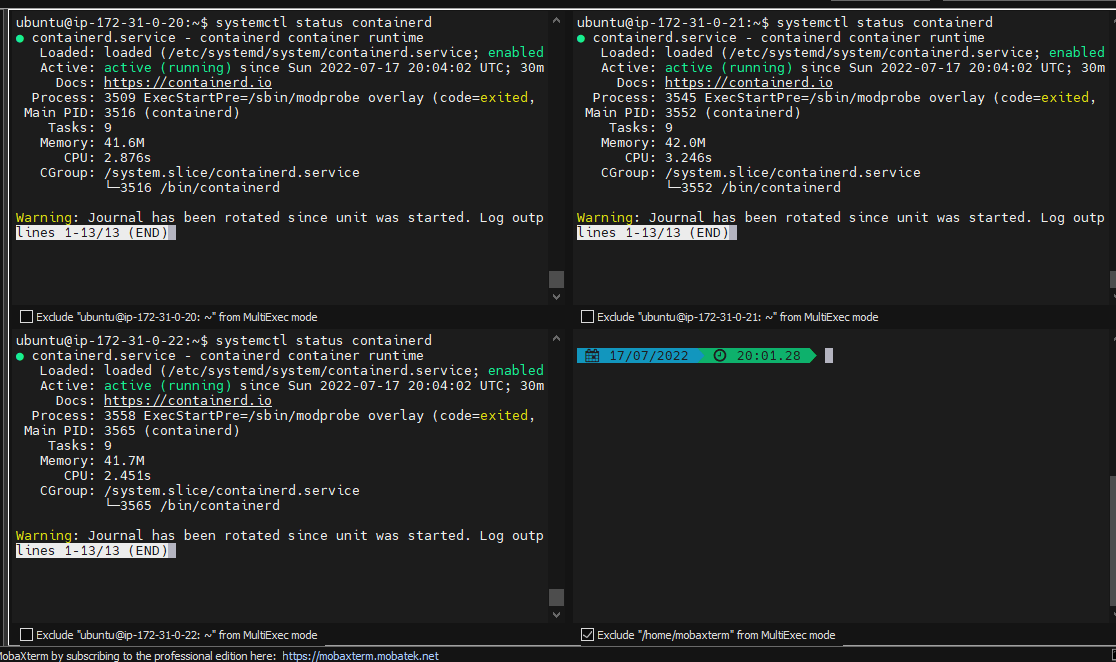 ubuntu@ip-172-31-0-20:~$ systemctl status containerd
● containerd.service - containerd container runtime
Loaded: loaded (/etc/systemd/system/containerd.service; enabled
Active: active (running) since Sun 2022-07-17 20:04:02 UTC; 30m
Docs: https://containerd.io
Process: 3509 ExecStartPre=/sbin/modprobe overlay (code=exited,
Main PID: 3516 (containerd)
Tasks: 9
Memory: 41.6M
CPU: 2.876s
CGroup: /system.slice/containerd.service
└─3516 /bin/containerd
Warning: Journal has been rotated since unit was started. Log outp
lines 1-13/13 (END)
Exclude "ubuntu@ip-172-31-0-20: ~" from MultiExec mode
ubuntu@ip-172-31-0-21:~$ systemctl status containerd
● containerd.service - containerd container runtime
Loaded: loaded (/etc/systemd/system/containerd.service; enabled
Active: active (running) since Sun 2022-07-17 20:04:02 UTC; 30m
Docs: https://containerd.io
Process: 3545 ExecStartPre=/sbin/modprobe overlay (code=exited,
Main PID: 3552 (containerd)
Tasks: 9
Memory: 42.0M
CPU: 3.246s
CGroup: /system.slice/containerd.service
└─3552 /bin/containerd
Warning: Journal has been rotated since unit was started. Log outp
lines 1-13/13 (END)
Exclude "ubuntu@ip-172-31-0-21: ~" from MultiExec mode
ubuntu@ip-172-31-0-22:~$ systemctl status containerd
● containerd.service - containerd container runtime
Loaded: loaded (/etc/systemd/system/containerd.service; enabled
Active: active (running) since Sun 2022-07-17 20:04:02 UTC; 30m
Docs: https://containerd.io
Process: 3558 ExecStartPre=/sbin/modprobe overlay (code=exited,
Main PID: 3565 (containerd)
Tasks: 9
Memory: 41.7M
CPU: 2.451s
CGroup: /system.slice/containerd.service
└─3565 /bin/containerd
Warning: Journal has been rotated since unit was started. Log outp
lines 1-13/13 (END)
Exclude "ubuntu@ip-172-31-0-22: ~" from MultiExec mode
17/07/2022 20:01.28
Exclude "/home/mobaxterm" from MultiExec mode
MobaXterm by subscribing to the professional edition here: https://mobaxterm.mobatek.net